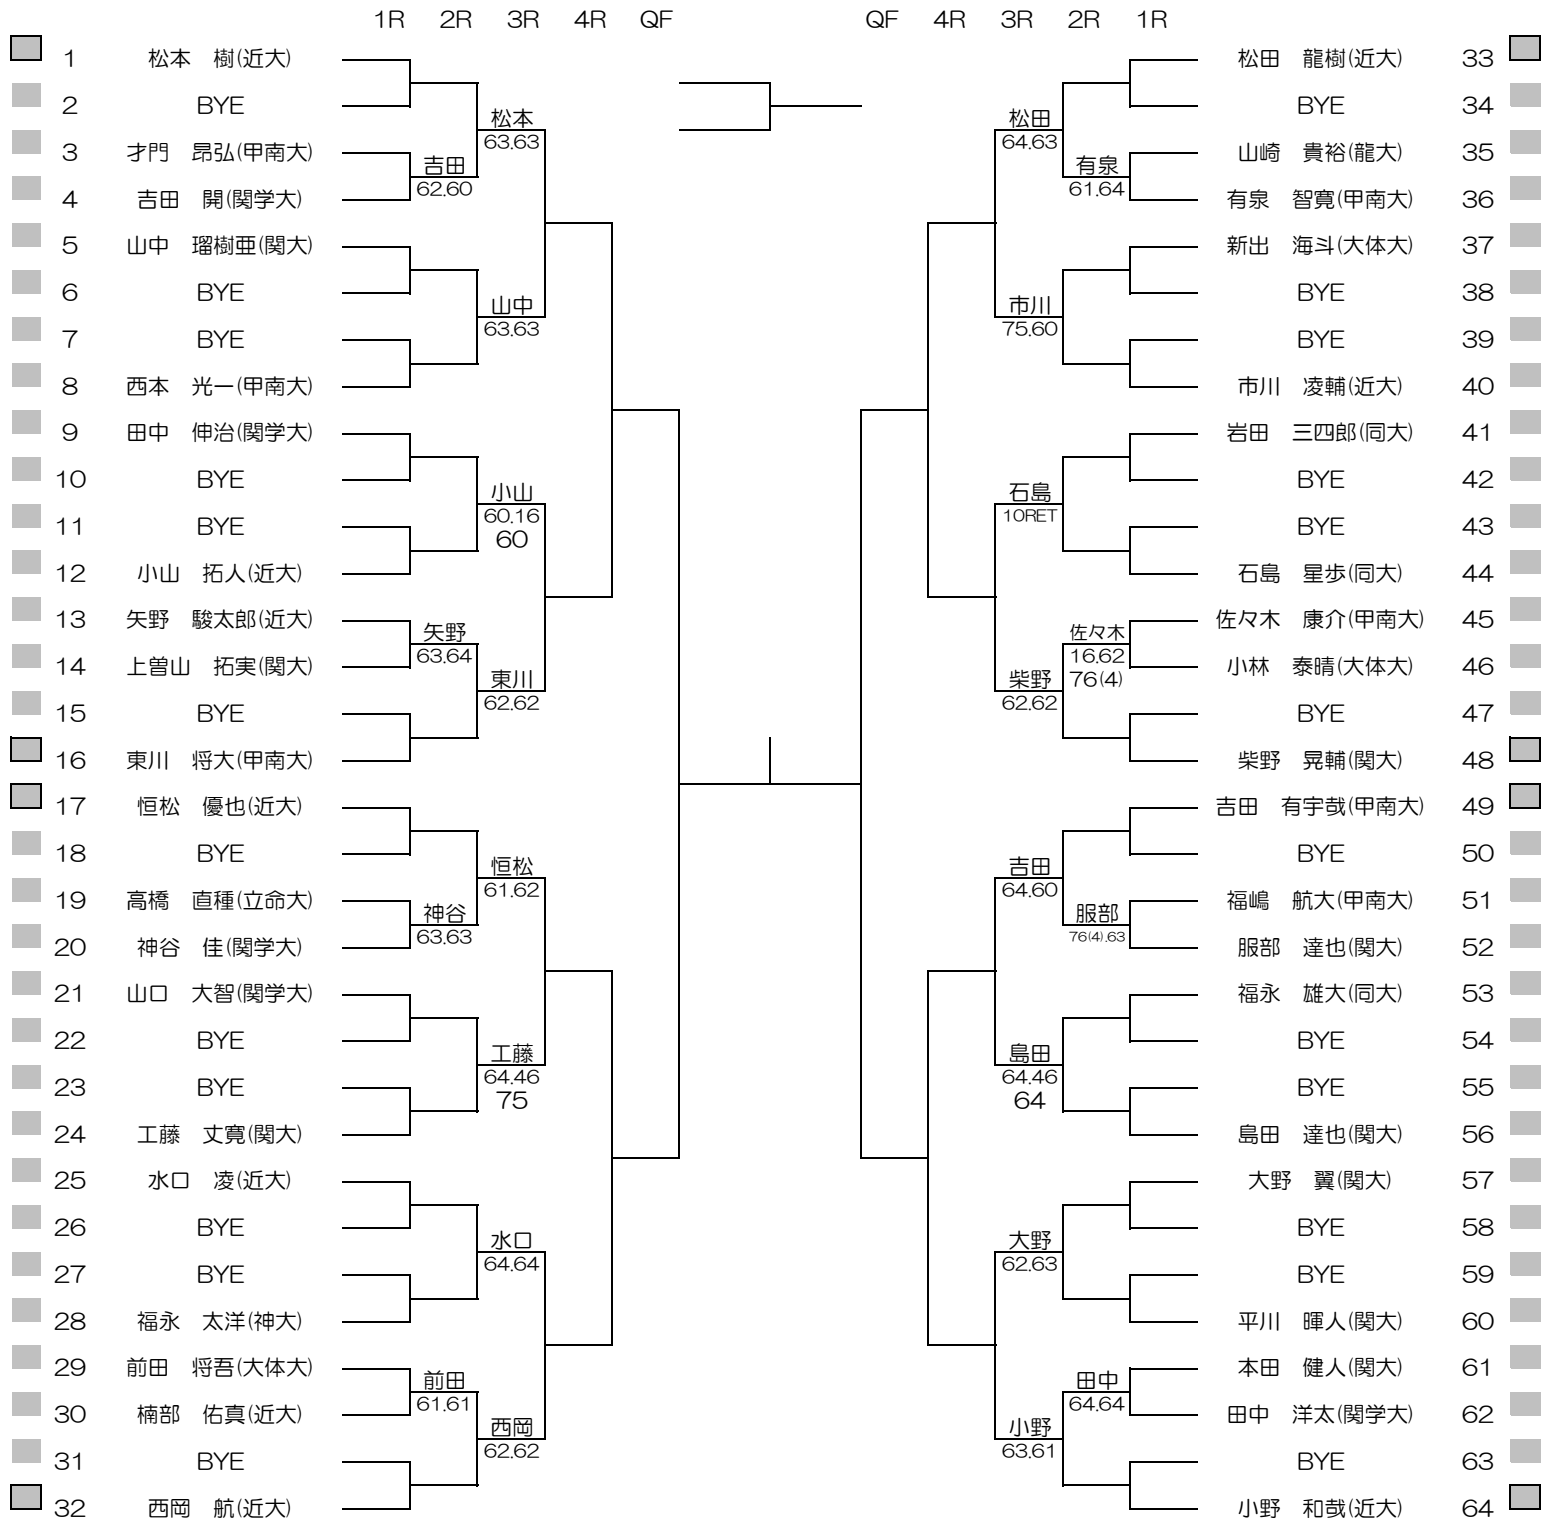 1R 2R 3R 4R QF QF 4R 3R 2R 1R
1 松本 樹(近大)
2 BYE
松本
63.63
3 才門 昂弘(甲南大)
吉田
62.60
4 吉田 開(関学大)
5 山中 瑠樹亜(関大)
6 BYE
山中
63.63
7 BYE
8 西本 光一(甲南大)
9 田中 伸治(関学大)
10 BYE
小山
60.16
60
11 BYE
12 小山 拓人(近大)
13 矢野 駿太郎(近大)
矢野
63.64
14 上曽山 拓実(関大)
東川
62.62
15 BYE
16 東川 将大(甲南大)
17 恒松 優也(近大)
18 BYE
恒松
61.62
19 高橋 直種(立命大)
神谷
63.63
20 神谷 佳(関学大)
21 山口 大智(関学大)
22 BYE
工藤
64.46
75
23 BYE
24 工藤 丈寛(関大)
25 水口 凌(近大)
26 BYE
水口
64.64
27 BYE
28 福永 太洋(神大)
29 前田 将吾(大体大)
前田
61.61
30 楠部 佑真(近大)
西岡
62.62
31 BYE
32 西岡 航(近大)
松田 龍樹(近大) 33
BYE 34
松田
64.63
山崎 貴裕(龍大) 35
有泉
61.64
有泉 智寛(甲南大) 36
新出 海斗(大体大) 37
BYE 38
市川
75.60
BYE 39
市川 凌輔(近大) 40
岩田 三四郎(同大) 41
BYE 42
石島
10RET
BYE 43
石島 星歩(同大) 44
佐々木 康介(甲南大) 45
佐々木
16.62
76(4)
小林 泰晴(大体大) 46
柴野
62.62
BYE 47
柴野 晃輔(関大) 48
吉田 有宇哉(甲南大) 49
BYE 50
吉田
64.60
福嶋 航大(甲南大) 51
服部
76(4).63
服部 達也(関大) 52
福永 雄大(同大) 53
BYE 54
島田
64.46
64
BYE 55
島田 達也(関大) 56
大野 翼(関大) 57
BYE 58
大野
62.63
BYE 59
平川 暉人(関大) 60
本田 健人(関大) 61
田中
64.64
田中 洋太(関学大) 62
小野
63.61
BYE 63
小野 和哉(近大) 64